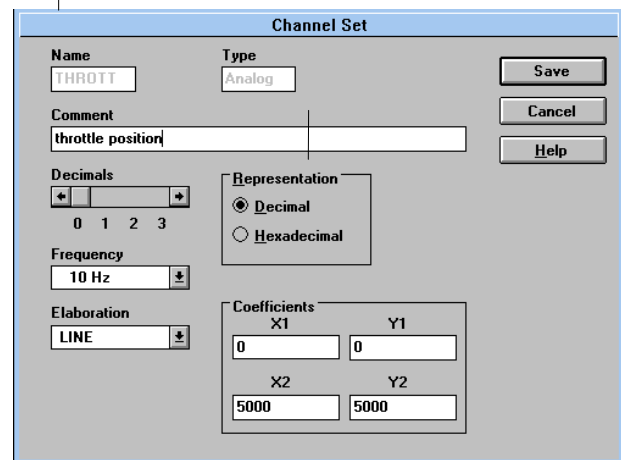 Channel Set
Name
THROTT
Type
Analog
Save
Cancel
Help
Comment
throttle position
Decimals
0 1 2 3
Representation
Decimal
Hexadecimal
Frequency
10 Hz
Elaboration
LINE
Coefficients
X1 Y1
0 0
X2 Y2
5000 5000